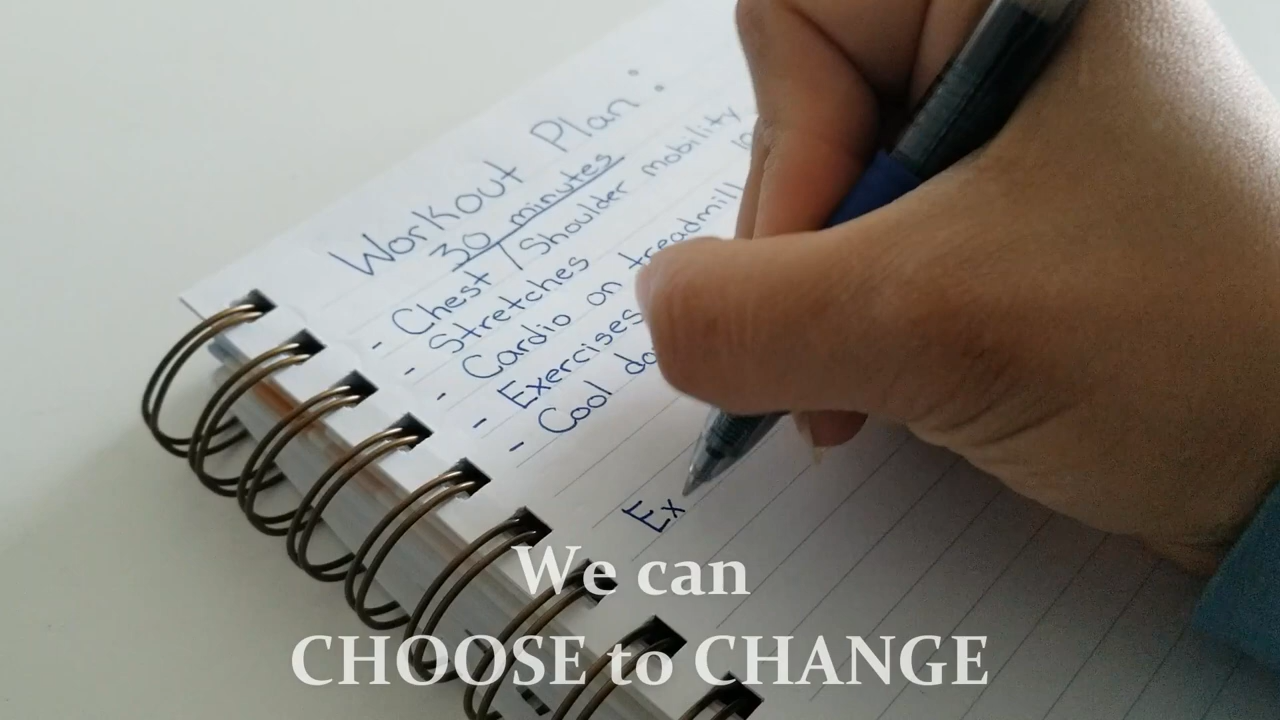 Workout Plan:
30 minutes
- Chest/Shoulder mobility
- Stretches
- Cardio on treadmill
- Exercises
- Cool
Ex
We can
CHOOSE to CHANGE